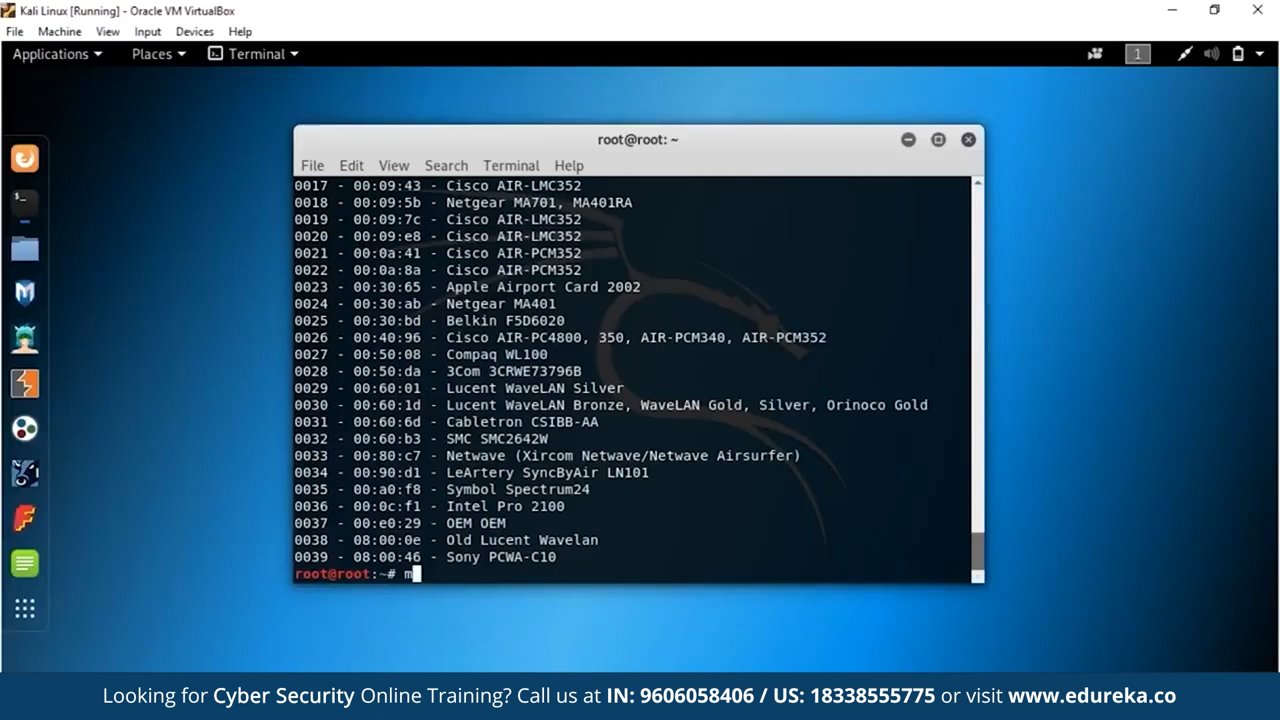 Kali Linux [Running] - Oracle VM VirtualBox
File Machine View Input Devices Help
Applications Places Terminal 1
root@root: ~
File Edit View Search Terminal Help
0017 - 00:09:43 - Cisco AIR-LMC352
0018 - 00:09:5b - Netgear MA701, MA401RA
0019 - 00:09:7c - Cisco AIR-LMC352
0020 - 00:09:e8 - Cisco AIR-LMC352
0021 - 00:0a:41 - Cisco AIR-PCM352
0022 - 00:0a:8a - Cisco AIR-PCM352
0023 - 00:30:65 - Apple Airport Card 2002
0024 - 00:30:ab - Netgear MA401
0025 - 00:30:bd - Belkin F5D6020
0026 - 00:40:96 - Cisco AIR-PC4800, 350, AIR-PCM340, AIR-PCM352
0027 - 00:50:08 - Compaq WL100
0028 - 00:50:da - 3Com 3CRWE73796B
0029 - 00:60:01 - Lucent WaveLAN Silver
0030 - 00:60:1d - Lucent WaveLAN Bronze, WaveLAN Gold, Silver, Orinoco Gold
0031 - 00:60:6d - Cabletron CSIBB-AA
0032 - 00:60:b3 - SMC SMC2642W
0033 - 00:80:c7 - Netwave (Xircom Netwave/Netwave Airsurfer)
0034 - 00:90:d1 - LeArtery SyncByAir LN101
0035 - 00:a0:f8 - Symbol Spectrum24
0036 - 00:0c:f1 - Intel Pro 2100
0037 - 00:e0:29 - OEM OEM
0038 - 08:00:0e - Old Lucent Wavelan
0039 - 08:00:46 - Sony PCWA-C10
root@root:~# m
Looking for Cyber Security Online Training? Call us at IN: 9606058406 / US: 18338555775 or visit www.edureka.co